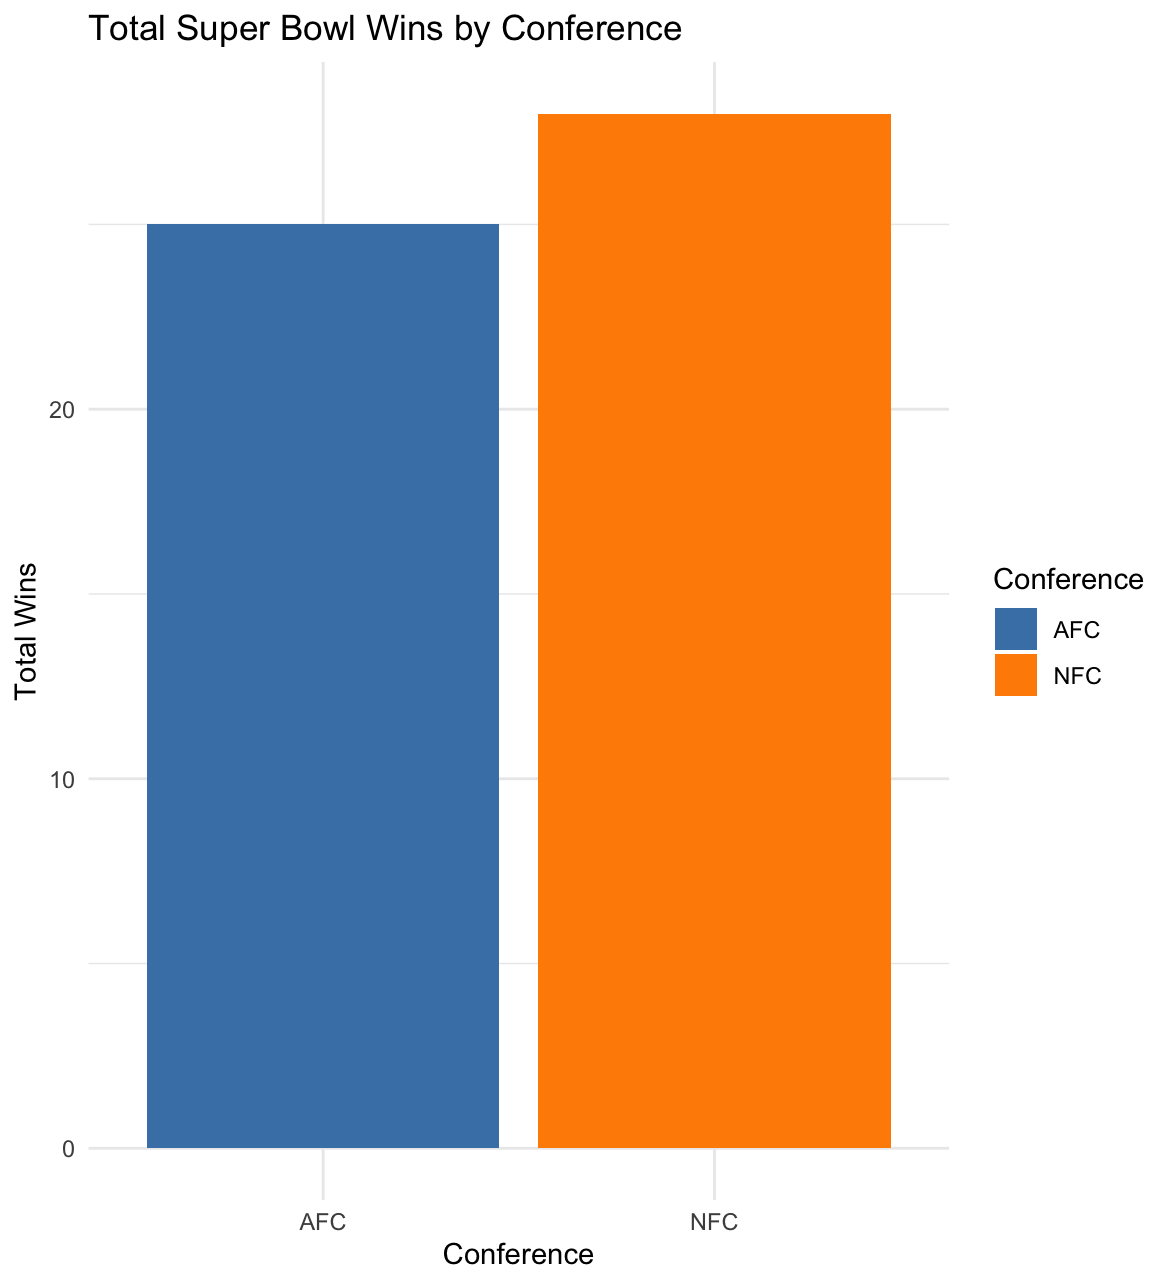 Total Super Bowl Wins by Conference
20
10
0
Total Wins
AFC
NFC
Conference
Conference
AFC
NFC